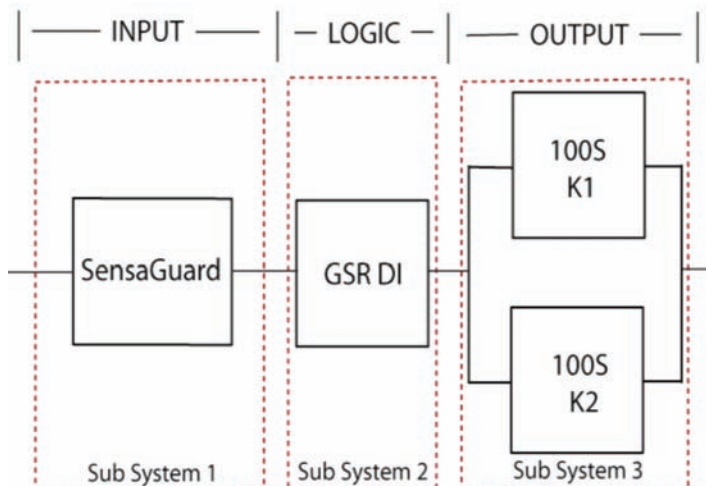 INPUT
LOGIC
OUTPUT
SensaGuard
GSR DI
100S
K1
100S
K2
Sub System 1
Sub System 2
Sub System 3